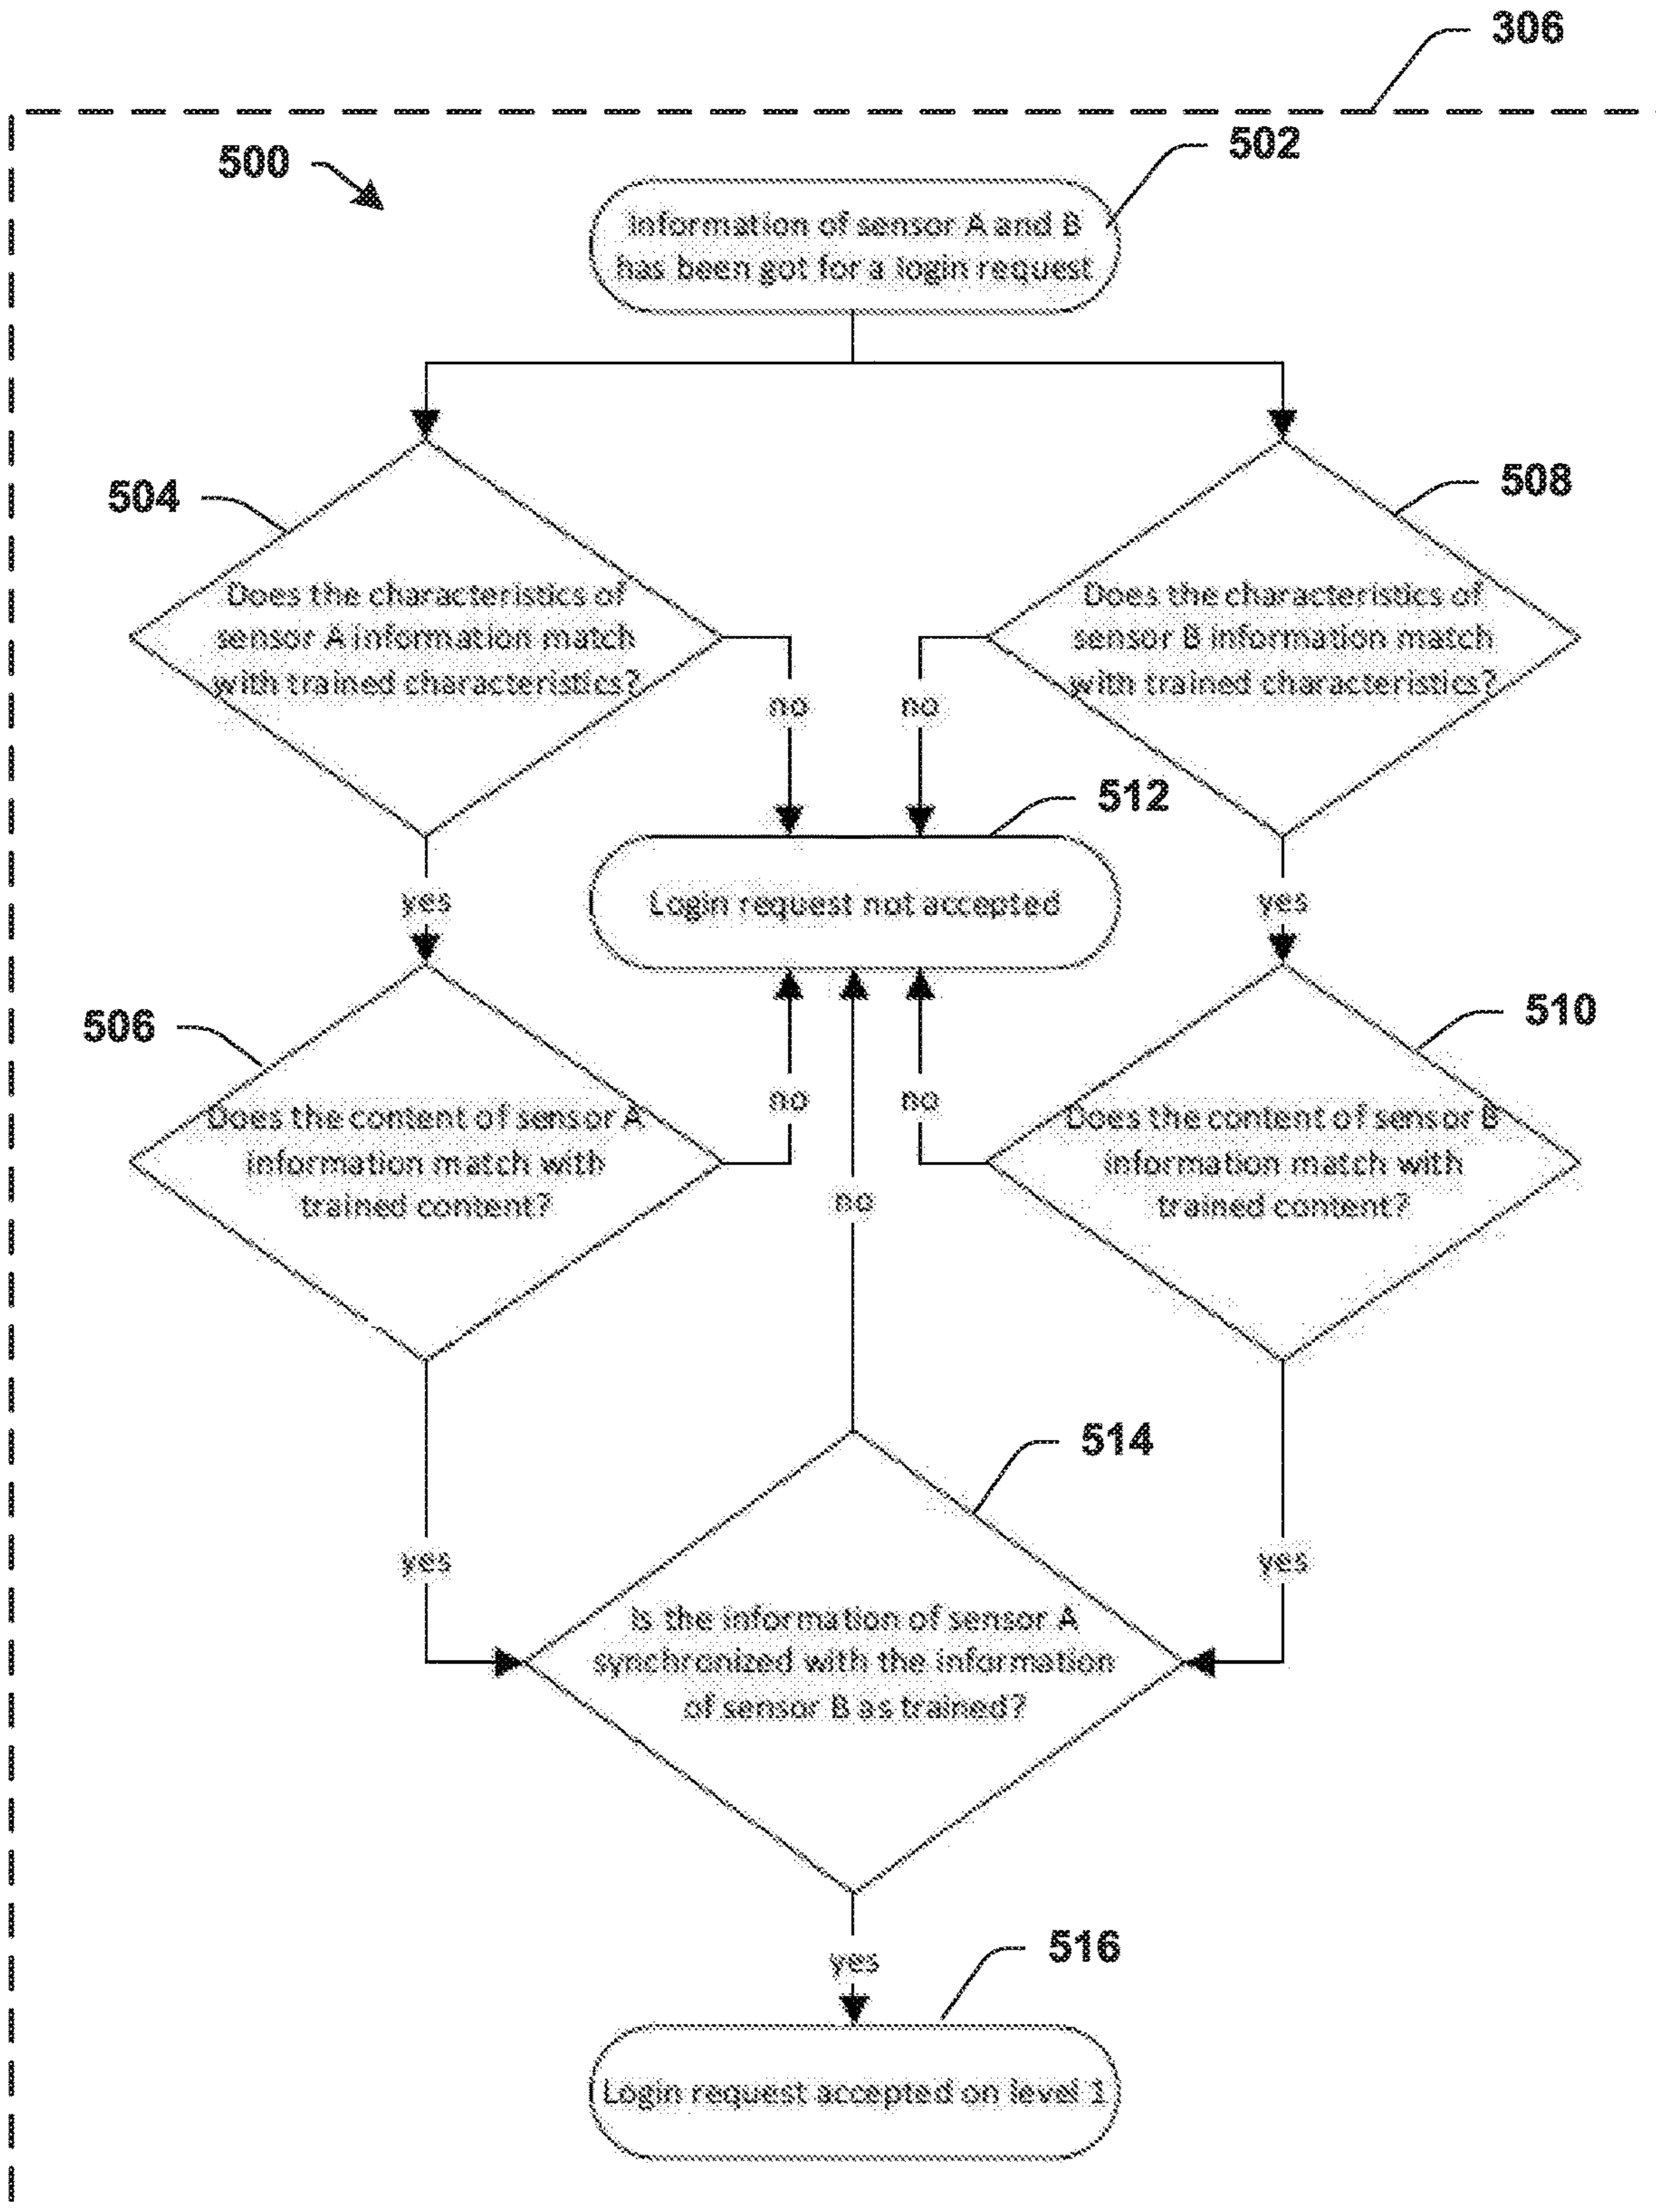 306
500
502
Information of sensor A and B
has been got for a login request
504
508
Does the characteristics of
sensor A information match
with trained characteristics?
Does the characteristics of
sensor B information match
with trained characteristics?
no
no
512
yes
Login request not accepted
yes
506
510
no
no
Does the content of sensor A
information match with
trained content?
Does the content of sensor B
information match with
trained content?
no
514
yes
yes
Is the information of sensor A
synchronized with the information
of sensor B as trained?
516
yes
Login request accepted on level 1